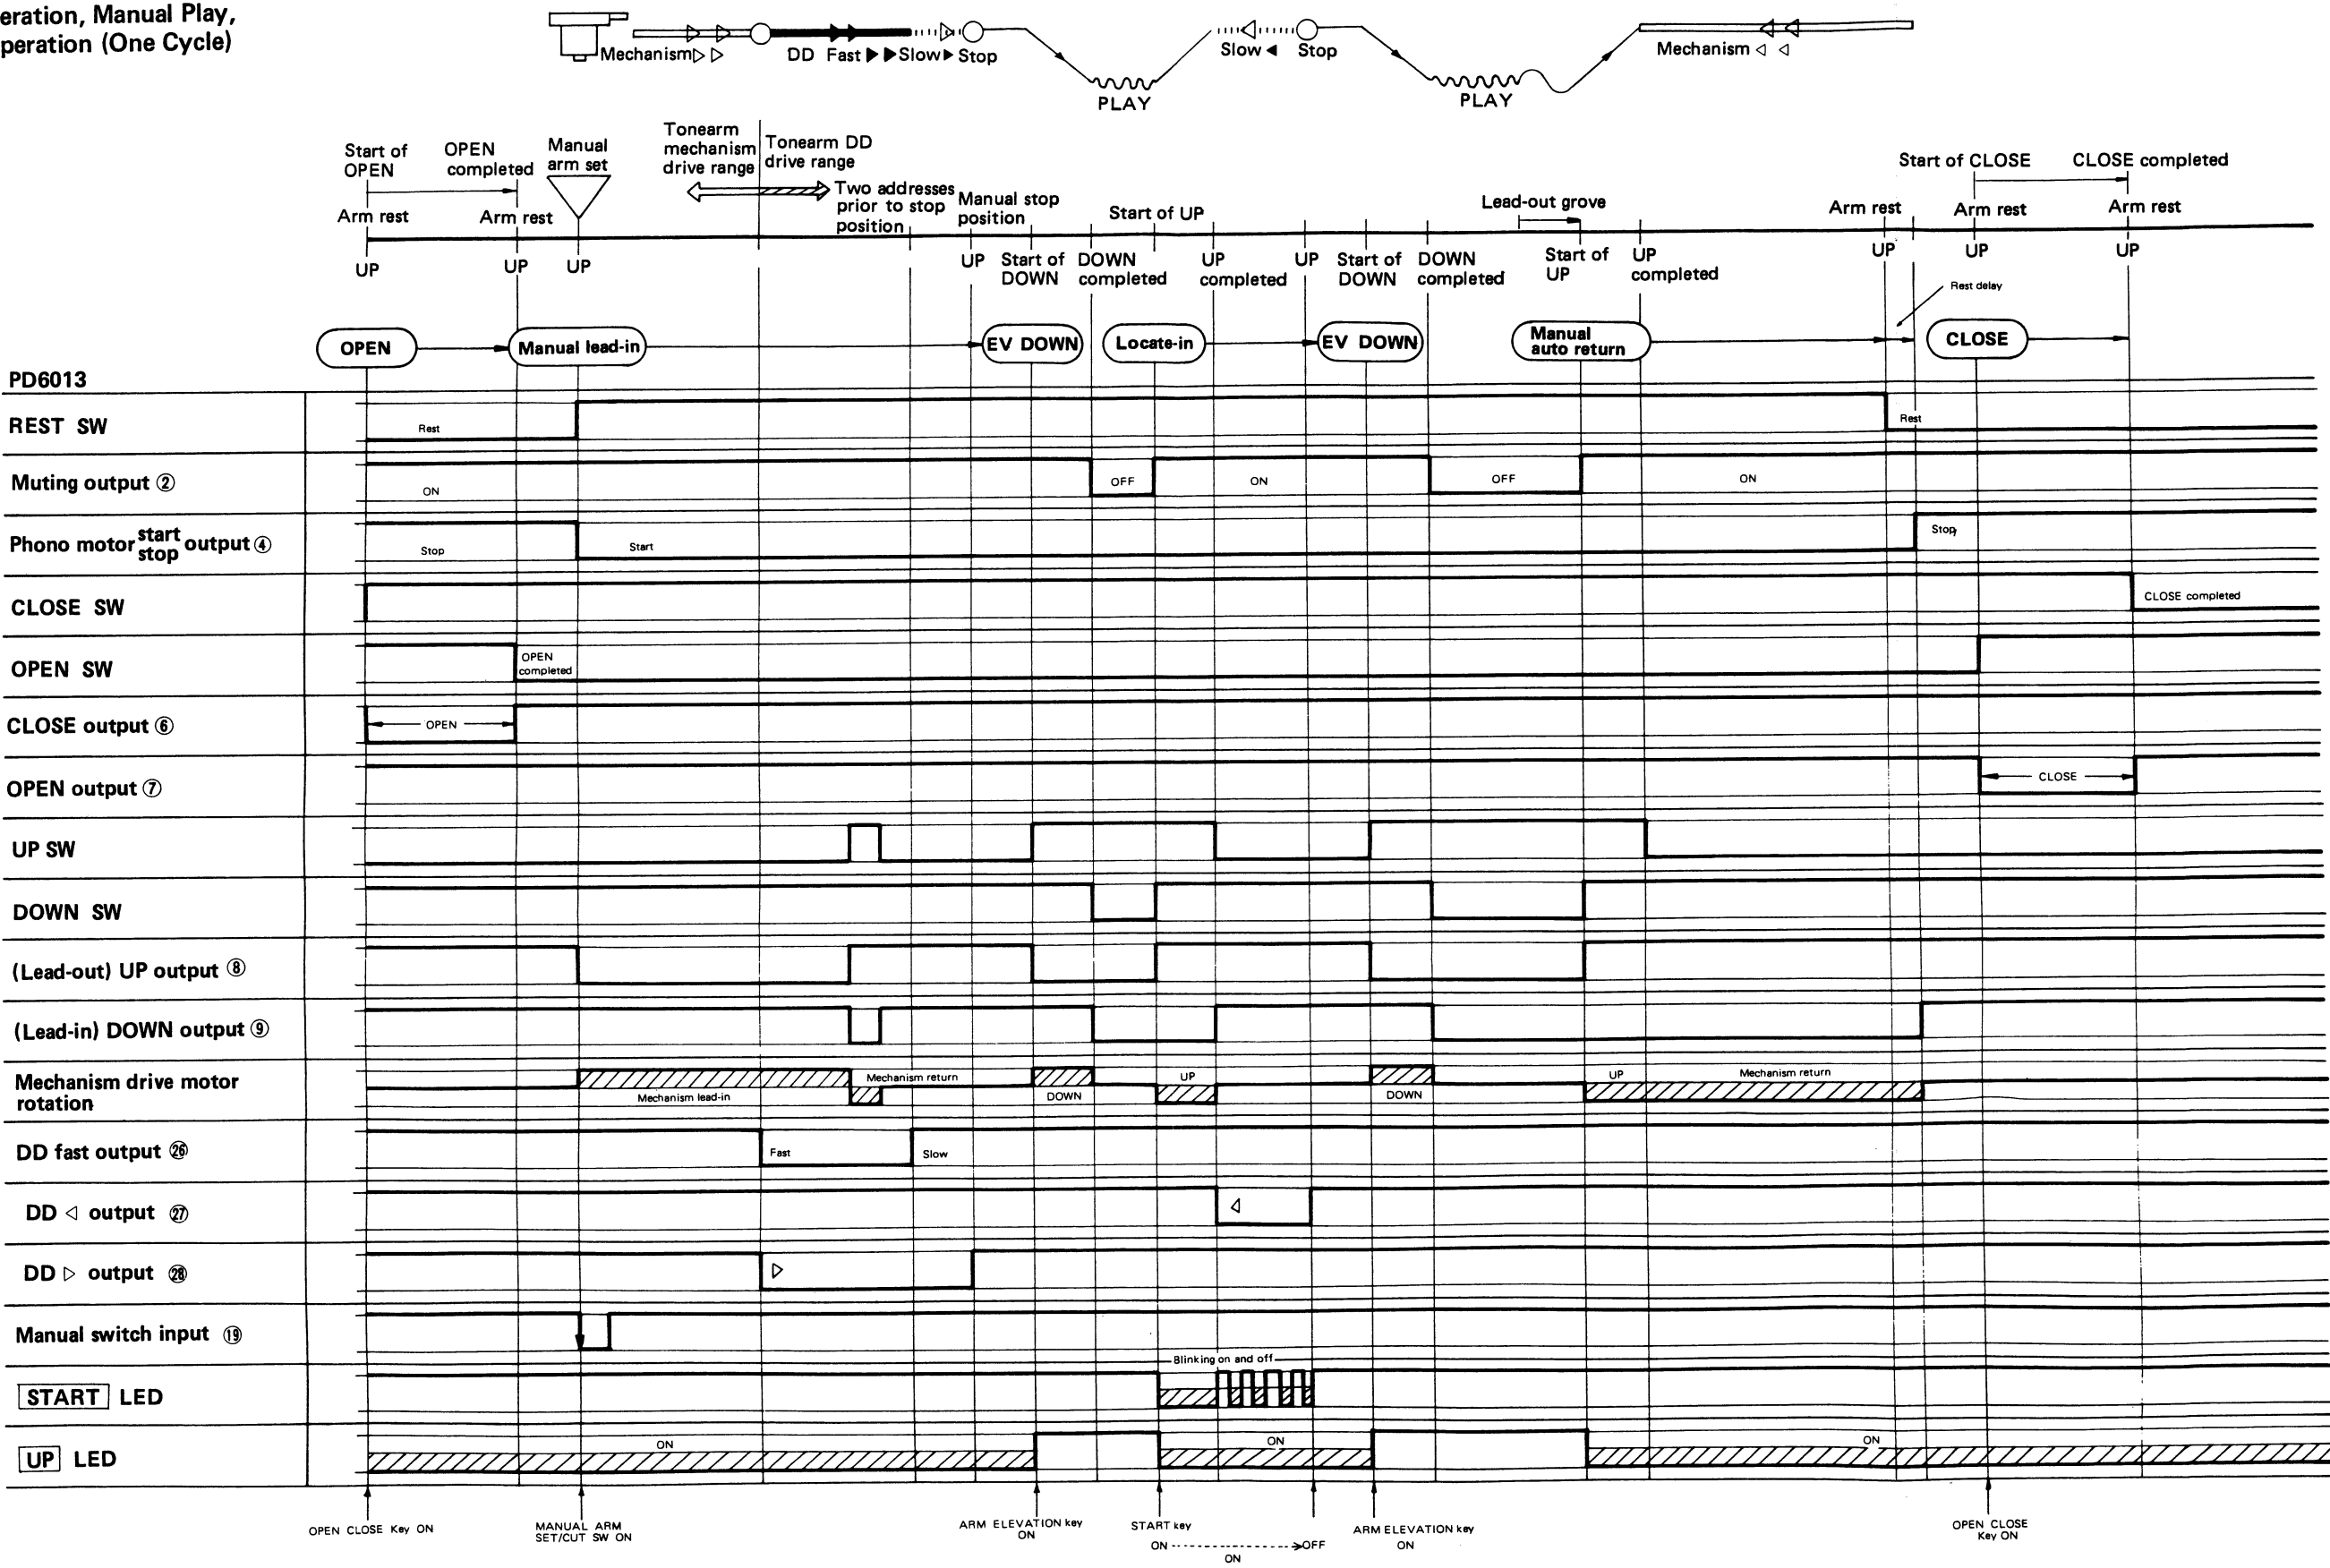 eration, Manual Play,
peration (One Cycle)
Mechanism ▷ ▷ DD Fast ▶ ▶ Slow ▶ Stop
PLAY
Slow ◀ Stop
PLAY
Mechanism ◁ ◁
Start of OPEN
OPEN completed
Manual arm set
Tonearm mechanism drive range
Tonearm DD drive range
Two addresses prior to stop position
Manual stop position
Start of UP
Lead-out grove
Start of CLOSE
CLOSE completed
Arm rest
Arm rest
Arm rest
Arm rest
Arm rest
UP
UP
UP
UP
Start of DOWN
DOWN completed
UP completed
UP
Start of DOWN
DOWN completed
Start of UP
UP completed
UP
UP
UP
Rest delay
OPEN
Manual lead-in
EV DOWN
Locate-in
EV DOWN
Manual auto return
CLOSE
PD6013
REST SW
Rest
Rest
Muting output ②
ON
OFF
ON
OFF
ON
Phono motor start stop output ④
Stop
Start
Stop
CLOSE SW
CLOSE completed
OPEN SW
OPEN completed
CLOSE output ⑥
OPEN
OPEN output ⑦
CLOSE
UP SW
DOWN SW
(Lead-out) UP output ⑧
(Lead-in) DOWN output ⑨
Mechanism drive motor rotation
Mechanism lead-in
Mechanism return
DOWN
UP
DOWN
UP
Mechanism return
DD fast output ㉖
Fast
Slow
DD ◁ output ㉗
◁
DD ▷ output ㉘
▷
Manual switch input ⑲
START LED
Blinking on and off
UP LED
ON
ON
ON
OPEN CLOSE Key ON
MANUAL ARM SET/CUT SW ON
ARM ELEVATION key ON
START key
ON OFF
ON
ARM ELEVATION key
ON
OPEN CLOSE Key ON